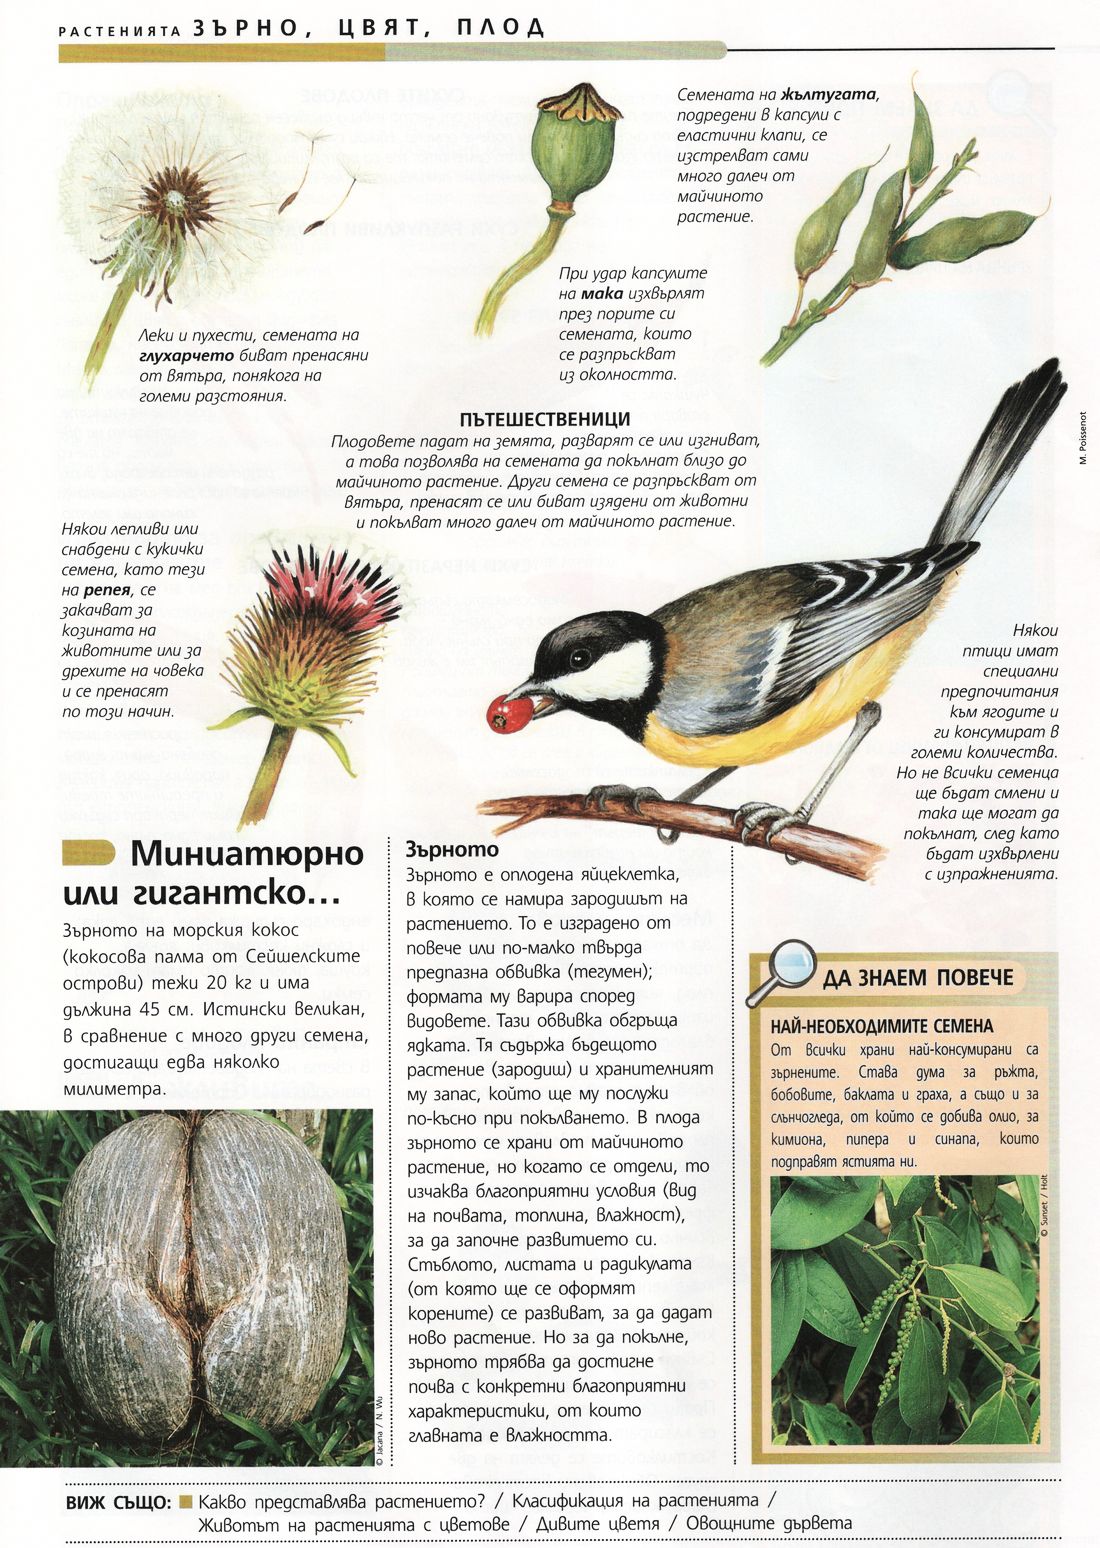 РАСТЕНИЯТА ЗЪРНО, ЦВЯТ, ПЛОД
Леки и пухести, семената на
глухарчето биват пренасяни
от вятъра, понякога на
големи разстояния.
При удар капсулите
на мака изхвърлят
през порите си
семената, които
се разпръскват
из околността.
Семената на жълтугата,
подредени в капсули с
еластични клапи, се
изстрелват сами
много далеч от
майчиното
растение.
M. Poissenot
ПЪТЕШЕСТВЕНИЦИ
Плодовете падат на земята, разварят се или изгниват,
а това позволява на семената да покълнат близо до
майчиното растение. Други семена се разпръскват от
вятъра, пренасят се или биват изядени от животни
и покълват много далеч от майчиното растение.
Някои лепливи или
снабдени с кукички
семена, като тези
на репея, се
закачват за
козината на
животните или за
дрехите на човека
и се пренасят
по този начин.
Някои
птици имат
специални
предпочитания
към ягодите и
ги консумират в
големи количества.
Но не всички семенца
ще бъдат смлени и
така ще могат да
покълнат, след като
бъдат изхвърлени
с изпражненията.
Миниатюрно
или гигантско...
Зърното на морския кокос
(кокосова палма от Сейшелските
острови) тежи 20 кг и има
дължина 45 см. Истински великан,
в сравнение с много други семена,
достигащи едва няколко
милиметра.
© Jacana / N. Wu
Зърното
Зърното е оплодена яйцеклетка,
в която се намира зародишът на
растението. То е изградено от
повече или по-малко твърда
предпазна обвивка (тегумен);
формата му варира според
видовете. Тази обвивка обгръща
ядката. Тя съдържа бъдещото
растение (зародиш) и хранителният
му запас, който ще му послужи
по-късно при покълването. В плода
зърното се храни от майчиното
растение, но когато се отдели, то
изчаква благоприятни условия (вид
на почвата, топлина, влажност),
за да започне развитието си.
Стъблото, листата и радикулата
(от която ще се оформят
корените) се развиват, за да дадат
ново растение. Но за да покълне,
зърното трябва да достигне
почва с конкретни благоприятни
характеристики, от които
главната е влажността.
ДА ЗНАЕМ ПОВЕЧЕ
НАЙ-НЕОБХОДИМИТЕ СЕМЕНА
От всички храни най-консумирани са
зърнените. Става дума за ръжта,
бобовите, баклата и граха, а също и за
слънчогледа, от който се добива олио, за
кимиона, пипера и синапа, които
подправят ястията ни.
© Sunset / Holt
ВИЖ СЪЩО: Какво представлява растението? / Класификация на растенията /
Животът на растенията с цветове / Дивите цветя / Овощните дървета